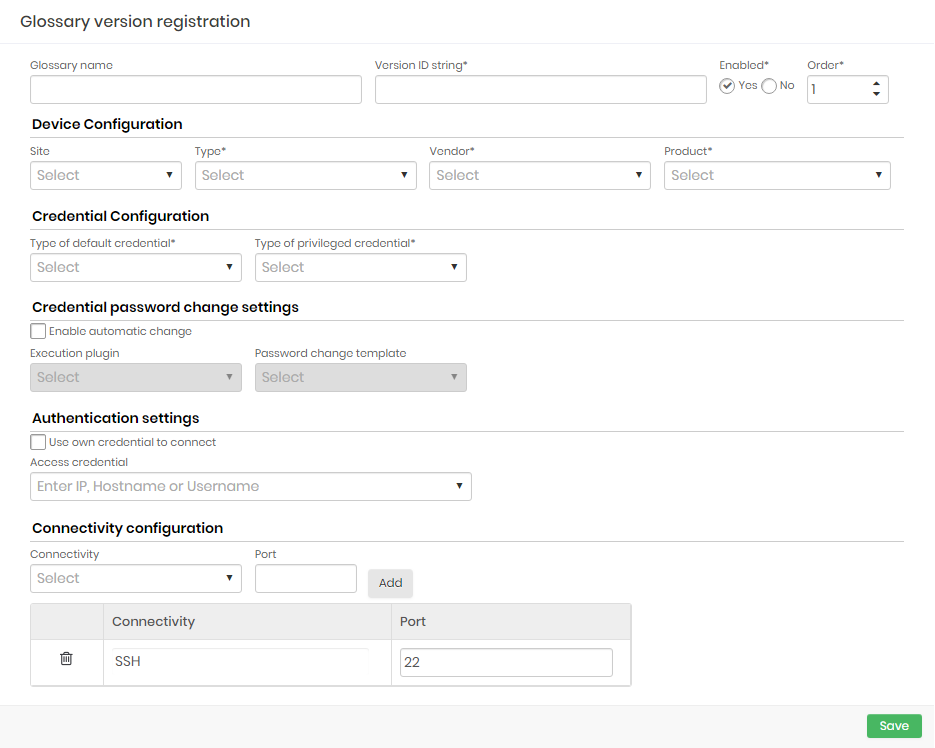 Glossary version registration
Glossary name Version ID string* Enabled* Order*
Yes No 1
Device Configuration
Site Type* Vendor* Product*
Select Select Select Select
Credential Configuration
Type of default credential* Type of privileged credential*
Select Select
Credential password change settings
Enable automatic change
Execution plugin Password change template
Select Select
Authentication settings
Use own credential to connect
Access credential
Enter IP, Hostname or Username
Connectivity configuration
Connectivity Port
Select Add
Connectivity Port
SSH 22
Save